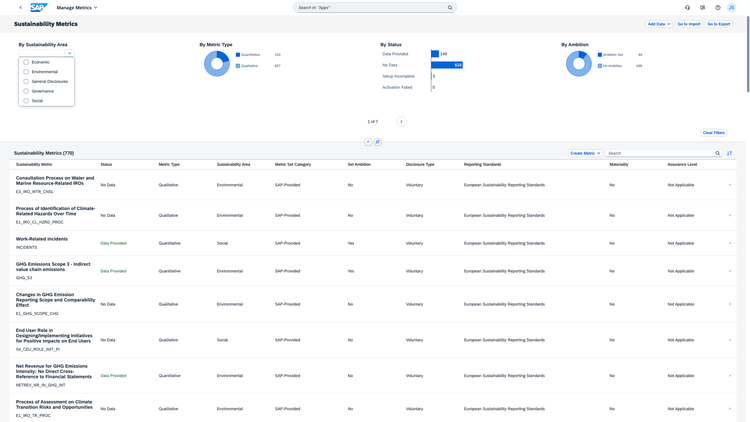 SAP
Manage Metrics
Search in: "Apps"
JS
Sustainability Metrics
Add Data
Go to Import
Go to Export
By Sustainability Area
Economic
Environmental
General Disclosures
Governance
Social
By Metric Type
Quantitative
Qualitative
By Status
Data Provided 149
No Data 616
Setup Incomplete 5
Activation Failed 0
By Ambition
Ambition Set
No Ambition
1 of 7
Clear Filters
Sustainability Metrics (770)
Create Metric
Search
Sustainability Metric Status Metric Type Sustainability Area Metric Set Category Set Ambition Disclosure Type Reporting Standards Materiality Assurance Level
Consultation Process on Water and
Marine Resource-Related IROs
No Data Qualitative Environmental SAP-Provided No Voluntary European Sustainability Reporting Standards No Not Applicable
E3_IRO_WTR_CNSL
Process of Identification of Climate-
Related Hazards Over Time
No Data Qualitative Environmental SAP-Provided No Voluntary European Sustainability Reporting Standards No Not Applicable
E1_IRO_CL_HZRD_PROC
Work-Related Incidents
Data Provided Quantitative Social SAP-Provided Yes Voluntary European Sustainability Reporting Standards No Not Applicable
INCIDENTS
GHG Emissions Scope 3 - Indirect
value chain emissions
Data Provided Quantitative Environmental SAP-Provided Yes Voluntary European Sustainability Reporting Standards No Not Applicable
GHG_S3
Changes in GHG Emission
Reporting Scope and Comparability
Effect
No Data Qualitative Environmental SAP-Provided No Voluntary European Sustainability Reporting Standards No Not Applicable
E1_GHG_SCOPE_CHG
End User Role in
Designing/Implementing Initiatives
for Positive Impacts on End Users
No Data Qualitative Social SAP-Provided No Voluntary European Sustainability Reporting Standards No Not Applicable
S4_CEU_ROLE_INIT_PI
Net Revenue for GHG Emissions
Intensity: No Direct Cross-
Reference to Financial Statements
Data Provided Quantitative Environmental SAP-Provided No Voluntary European Sustainability Reporting Standards No Not Applicable
NETREV_NR_IN_GHG_INT
Process of Assessment on Climate
Transition Risks and Opportunities
No Data Qualitative Environmental SAP-Provided No Voluntary European Sustainability Reporting Standards No Not Applicable
E1_IRO_TR_PROC